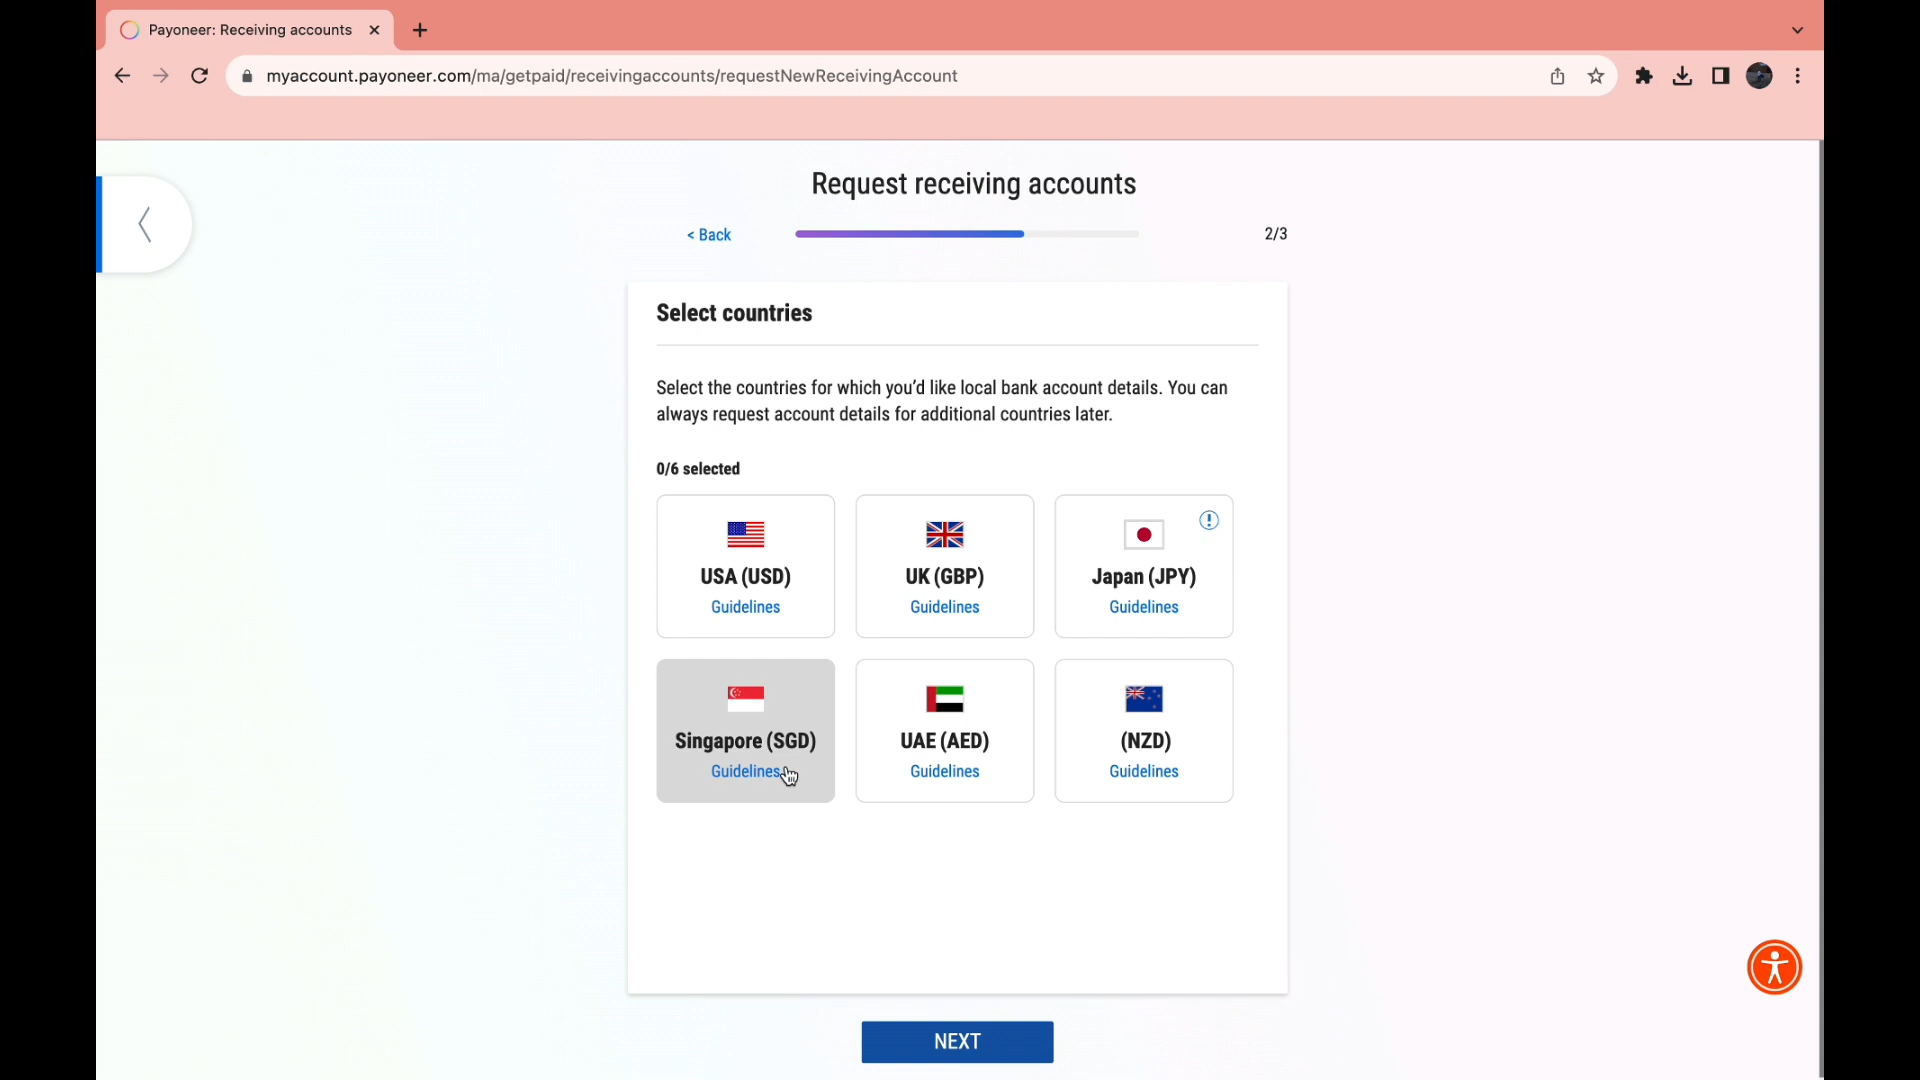 Payoneer: Receiving accounts
myaccount.payoneer.com/ma/getpaid/receivingaccounts/requestNewReceivingAccount
Request receiving accounts
< Back
2/3
Select countries
Select the countries for which you’d like local bank account details. You can
always request account details for additional countries later.
0/6 selected
USA (USD)
Guidelines
UK (GBP)
Guidelines
Japan (JPY)
Guidelines
Singapore (SGD)
Guidelines
UAE (AED)
Guidelines
(NZD)
Guidelines
NEXT